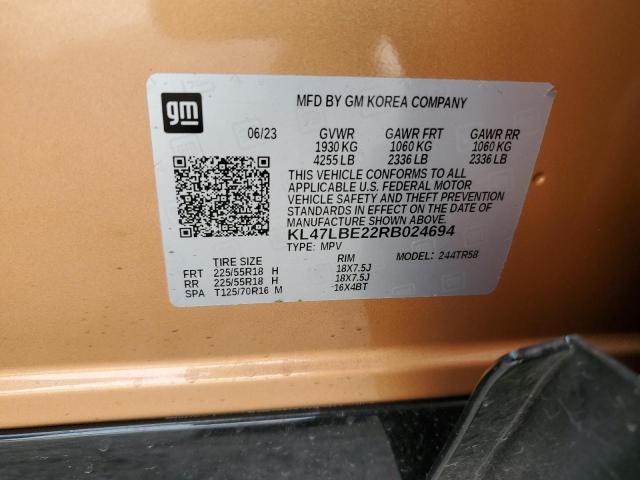 gm
MFD BY GM KOREA COMPANY
06/23 GVWR GAWR FRT GAWR RR
1930 KG 1060 KG 1060 KG
4255 LB 2336 LB 2336 LB
THIS VEHICLE CONFORMS TO ALL
APPLICABLE U.S. FEDERAL MOTOR
VEHICLE SAFETY AND THEFT PREVENTION
STANDARDS IN EFFECT ON THE DATE OF
MANUFACTURE SHOWN ABOVE.
KL47LBE22RB024694
TYPE: MPV MODEL: 244TR58
TIRE SIZE RIM
FRT 225/55R18 H 18X7.5J
RR 225/55R18 H 18X7.5J
SPA T125/70R16 M 16X4BT